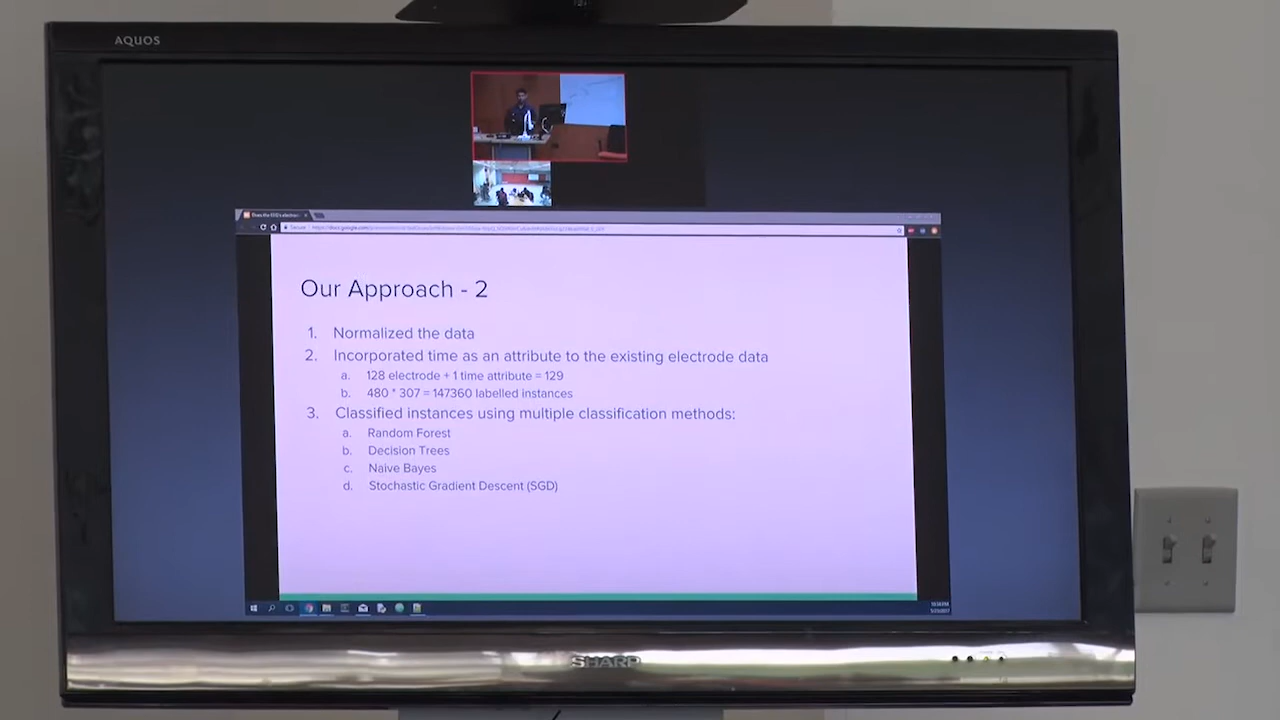 AQUOS
Our Approach - 2
1. Normalized the data
2. Incorporated time as an attribute to the existing electrode data
a. 128 electrode + 1 time attribute = 129
b. 480 * 307 = 147360 labelled instances
3. Classified instances using multiple classification methods:
a. Random Forest
b. Decision Trees
c. Naive Bayes
d. Stochastic Gradient Descent (SGD)
SHARP